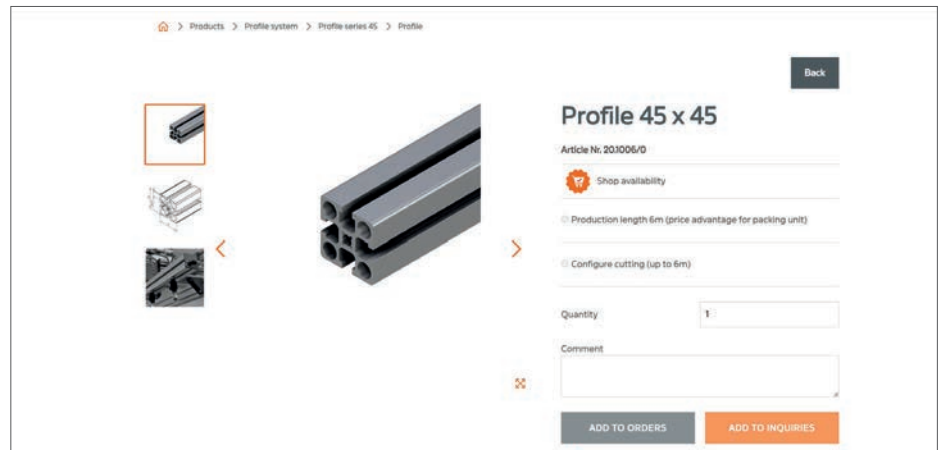 > Products > Profile system > Profile series 45 > Profile
Back
Profile 45 x 45
Article Nr. 20.1006/0
Shop availability
Production length 6m (price advantage for packing unit)
Configure cutting (up to 6m)
Quantity 1
Comment
ADD TO ORDERS ADD TO INQUIRIES